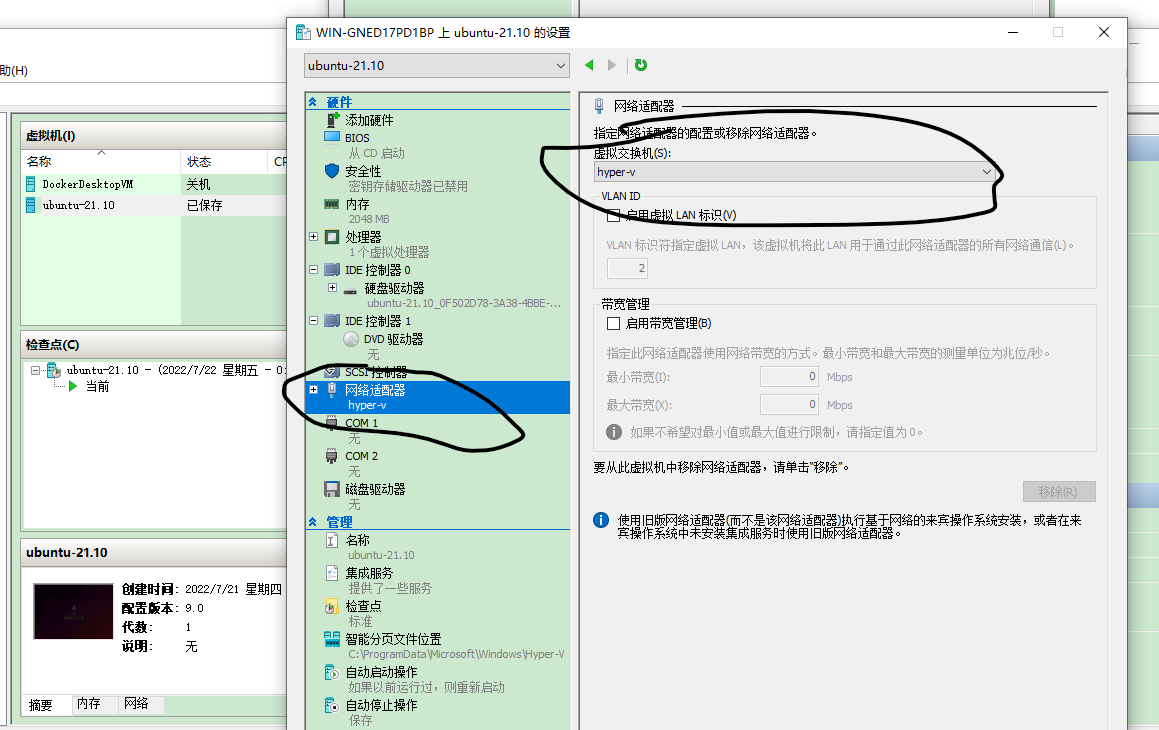 WIN-GNED17PD1BP 上 ubuntu-21.10 的设置
助(H)
ubuntu-21.10
虚拟机(I)
名称
状态
CP
DockerDesktopVM
关机
ubuntu-21.10
已保存
检查点(C)
ubuntu-21.10 - (2022/7/22 星期五 - 0
当前
ubuntu-21.10
创建时间: 2022/7/21 星期四
配置版本: 9.0
代数: 1
说明: 无
摘要 内存 网络
硬件
添加硬件
BIOS
从 CD 启动
安全性
密钥存储驱动器已禁用
内存
2048 MB
处理器
1 个虚拟处理器
IDE 控制器 0
硬盘驱动器
ubuntu-21.10_0F502D78-3A38-4BBE-...
IDE 控制器 1
DVD 驱动器
无
SCSI 控制器
网络适配器
hyper-v
COM 1
无
COM 2
无
磁盘驱动器
无
管理
名称
ubuntu-21.10
集成服务
提供了一些服务
检查点
标准
智能分页文件位置
C:\ProgramData\Microsoft\Windows\Hyper-V
自动启动操作
如果以前运行过，则重新启动
自动停止操作
保存
网络适配器
指定网络适配器的配置或移除网络适配器。
虚拟交换机(S):
hyper-v
VLAN ID
启用虚拟 LAN 标识(V)
VLAN 标识符指定虚拟 LAN，该虚拟机将此 LAN 用于通过此网络适配器的所有网络通信(L)。
2
带宽管理
启用带宽管理(B)
指定此网络适配器使用网络带宽的方式。最小带宽和最大带宽的测量单位为兆位/秒。
最小带宽(I): 0 Mbps
最大带宽(X): 0 Mbps
如果不希望对最小值或最大值进行限制，请指定值为 0。
要从此虚拟机中移除网络适配器，请单击"移除"。
移除(R)
使用旧版网络适配器(而不是该网络适配器)执行基于网络的来宾操作系统安装，或者在来
宾操作系统中未安装集成服务时使用旧版网络适配器。